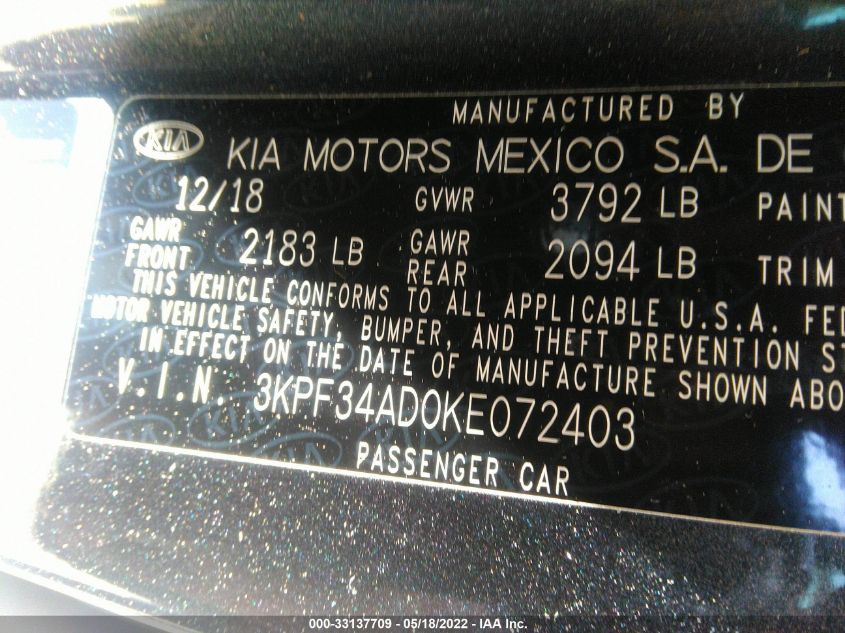 MANUFACTURED BY
KIA KIA MOTORS MEXICO S.A. DE
12/18 GVWR 3792 LB PAINT
GAWR FRONT 2183 LB GAWR REAR 2094 LB TRIM
THIS VEHICLE CONFORMS TO ALL APPLICABLE U.S.A. FED
MOTOR VEHICLE SAFETY, BUMPER, AND THEFT PREVENTION ST
IN EFFECT ON THE DATE OF MANUFACTURE SHOWN ABO
V.I.N. 3KPF34AD0KE072403
PASSENGER CAR
000-33137709 - 05/18/2022 - IAA Inc.